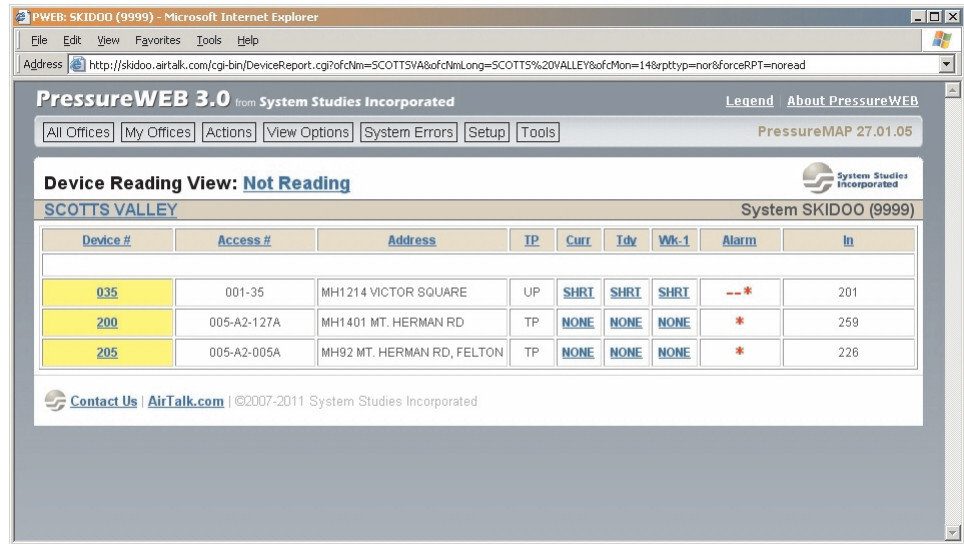 PWEB: SKIDOO (9999) - Microsoft Internet Explorer
File Edit View Favorites Tools Help
Address http://skidoo.airtalk.com/cgi-bin/DeviceReport.cgi?ofcNm=SCOTTSVA&ofcNmLong=SCOTTS%20VALLEY&ofcMon=14&rpttyp=nor&forceRPT=noread
PressureWEB 3.0 from System Studies Incorporated Legend | About PressureWEB
All Offices My Offices Actions View Options System Errors Setup Tools PressureMAP 27.01.05
Device Reading View: Not Reading System Studies Incorporated
SCOTTS VALLEY System SKIDOO (9999)
Device # Access # Address TP Curr Tdy Wk-1 Alarm In
035 001-35 MH1214 VICTOR SQUARE UP SHRT SHRT SHRT --* 201
200 005-A2-127A MH1401 MT. HERMAN RD TP NONE NONE NONE * 259
205 005-A2-005A MH92 MT. HERMAN RD, FELTON TP NONE NONE NONE * 226
Contact Us | AirTalk.com | ©2007-2011 System Studies Incorporated